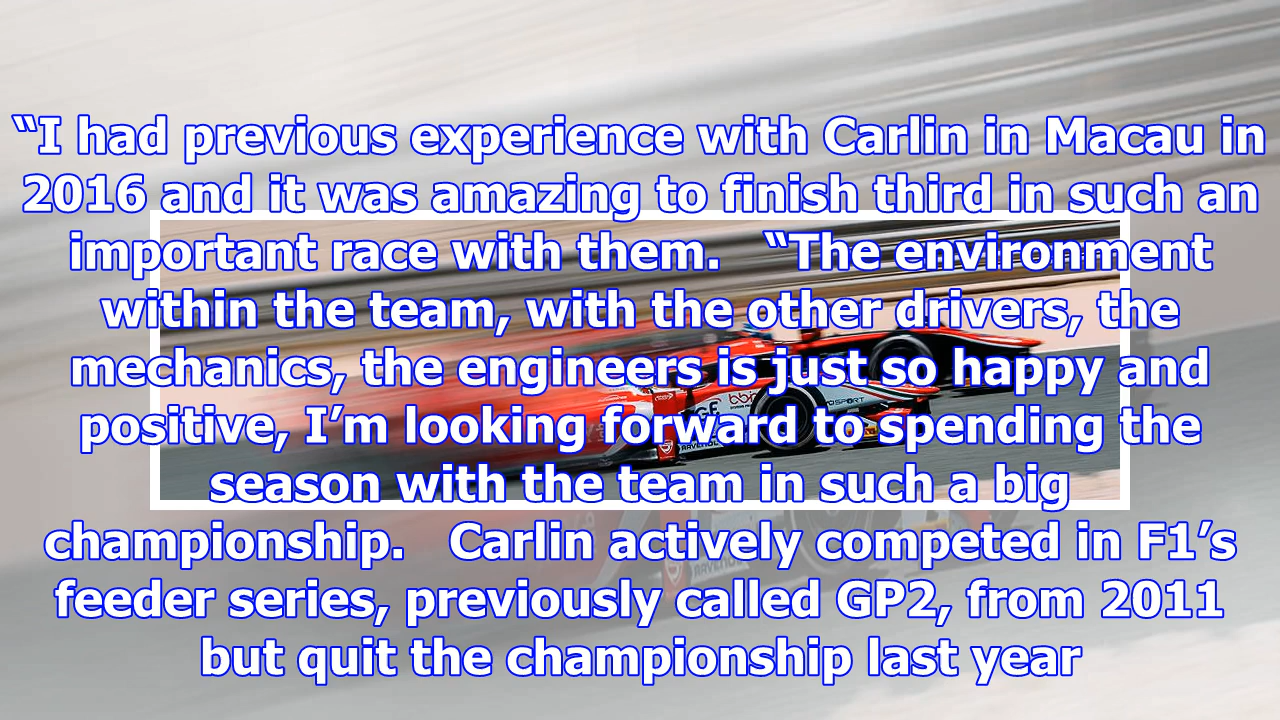 “I had previous experience with Carlin in Macau in
2016 and it was amazing to finish third in such an
important race with them.   “The environment
within the team, with the other drivers, the
mechanics, the engineers is just so happy and
positive, I’m looking forward to spending the
season with the team in such a big
championship.   Carlin actively competed in F1’s
feeder series, previously called GP2, from 2011
but quit the championship last year